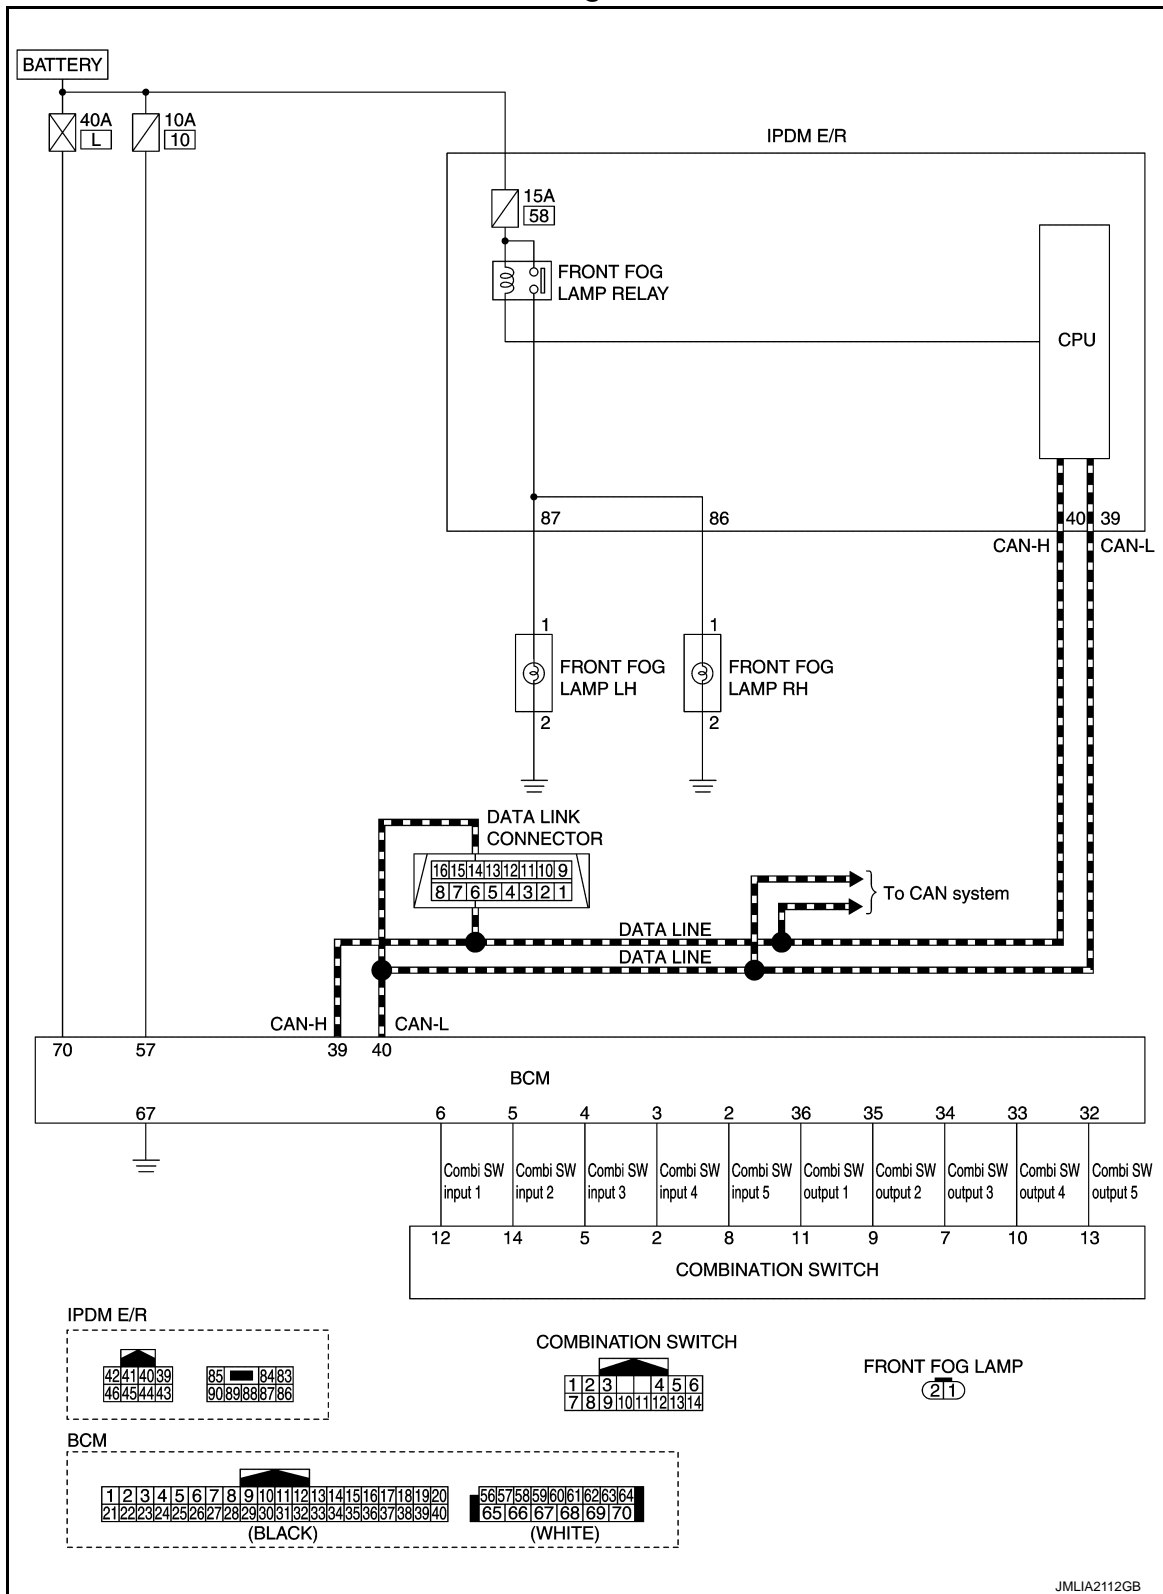 BATTERY
40A
L
10A
10
IPDM E/R
15A
58
FRONT FOG
LAMP RELAY
CPU
87
86
40
39
CAN-H
CAN-L
1
FRONT FOG
LAMP LH
2
1
FRONT FOG
LAMP RH
2
DATA LINK
CONNECTOR
16 15 14 13 12 11 10 9
8 7 6 5 4 3 2 1
To CAN system
DATA LINE
DATA LINE
CAN-H
CAN-L
70 57 39 40
BCM
67 6 5 4 3 2 36 35 34 33 32
Combi SW
input 1
Combi SW
input 2
Combi SW
input 3
Combi SW
input 4
Combi SW
input 5
Combi SW
output 1
Combi SW
output 2
Combi SW
output 3
Combi SW
output 4
Combi SW
output 5
12 14 5 2 8 11 9 7 10 13
COMBINATION SWITCH
IPDM E/R
42 41 40 39
46 45 44 43
85 84 83
90 89 88 87 86
COMBINATION SWITCH
1 2 3 4 5 6
7 8 9 10 11 12 13 14
FRONT FOG LAMP
2 1
BCM
1 2 3 4 5 6 7 8 9 10 11 12 13 14 15 16 17 18 19 20
21 22 23 24 25 26 27 28 29 30 31 32 33 34 35 36 37 38 39 40
(BLACK)
56 57 58 59 60 61 62 63 64
65 66 67 68 69 70
(WHITE)
JMLIA2112GB